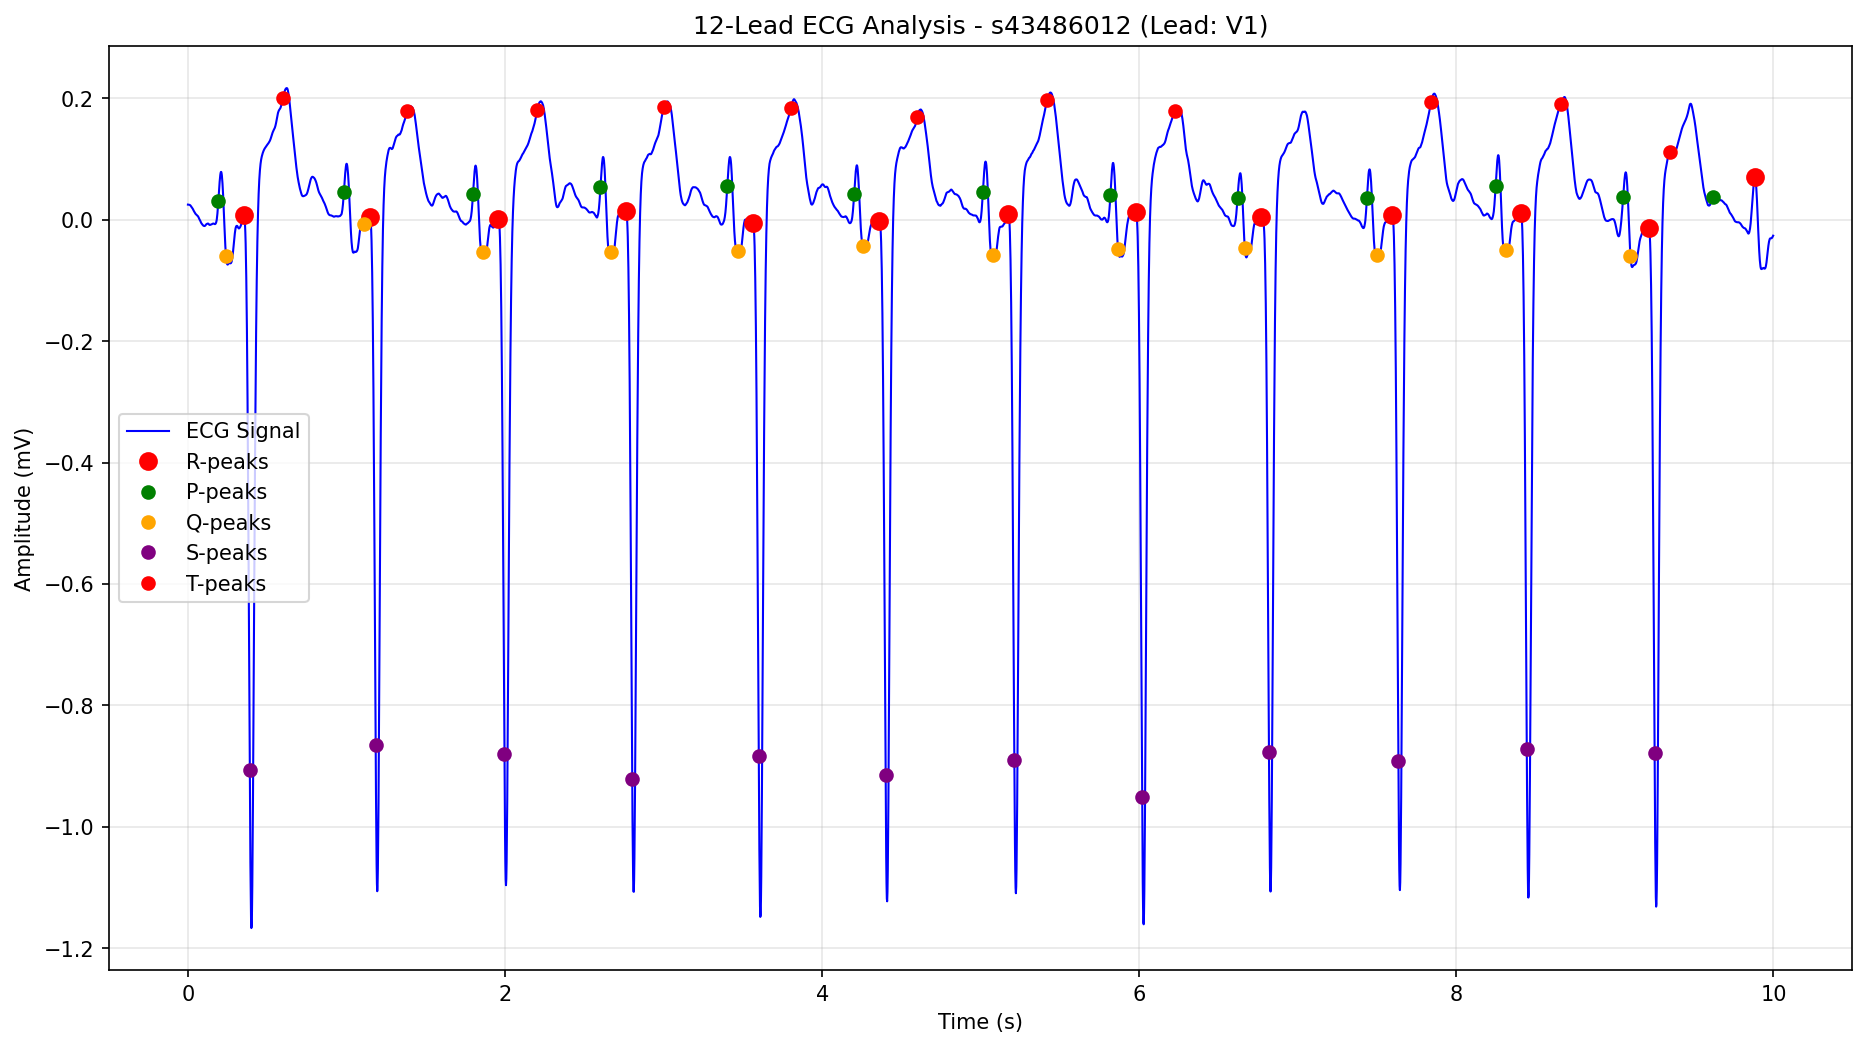 12-Lead ECG Analysis - s43486012 (Lead: V1)
Amplitude (mV)
0.2
0.0
−0.2
−0.4
−0.6
−0.8
−1.0
−1.2
ECG Signal
R-peaks
P-peaks
Q-peaks
S-peaks
T-peaks
0 2 4 6 8 10
Time (s)